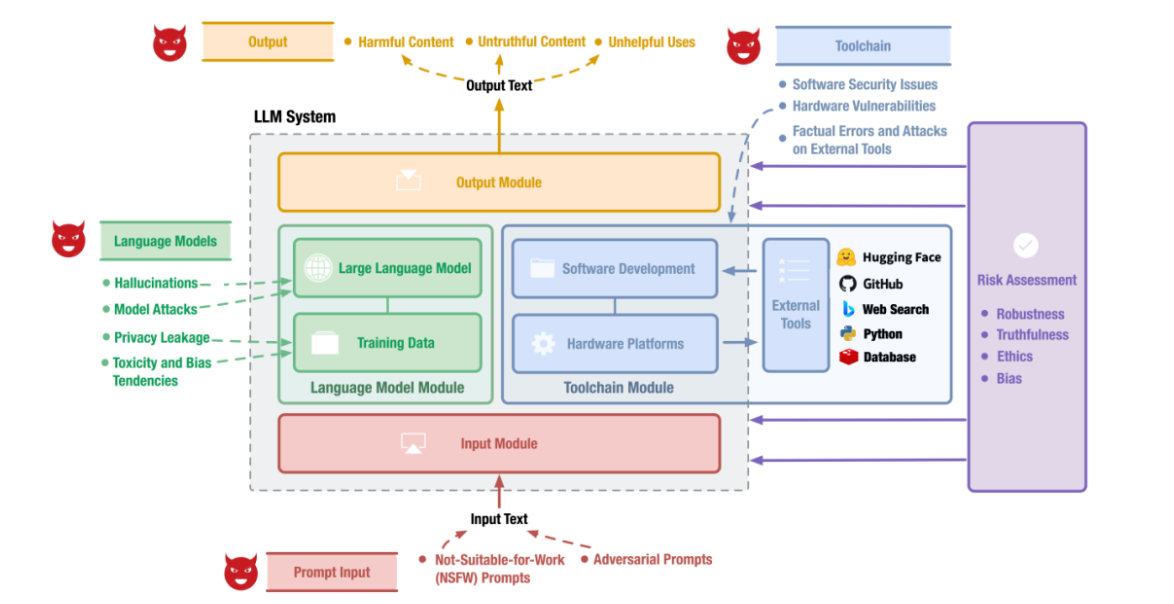 Output
Harmful Content
Untruthful Content
Unhelpful Uses
Output Text
Toolchain
Software Security Issues
Hardware Vulnerabilities
Factual Errors and Attacks
on External Tools
LLM System
Output Module
Language Models
Hallucinations
Model Attacks
Privacy Leakage
Toxicity and Bias
Tendencies
Large Language Model
Training Data
Language Model Module
Software Development
Hardware Platforms
Toolchain Module
External
Tools
Hugging Face
GitHub
Web Search
Python
Database
Risk Assessment
Robustness
Truthfulness
Ethics
Bias
Input Module
Input Text
Prompt Input
Not-Suitable-for-Work
(NSFW) Prompts
Adversarial Prompts